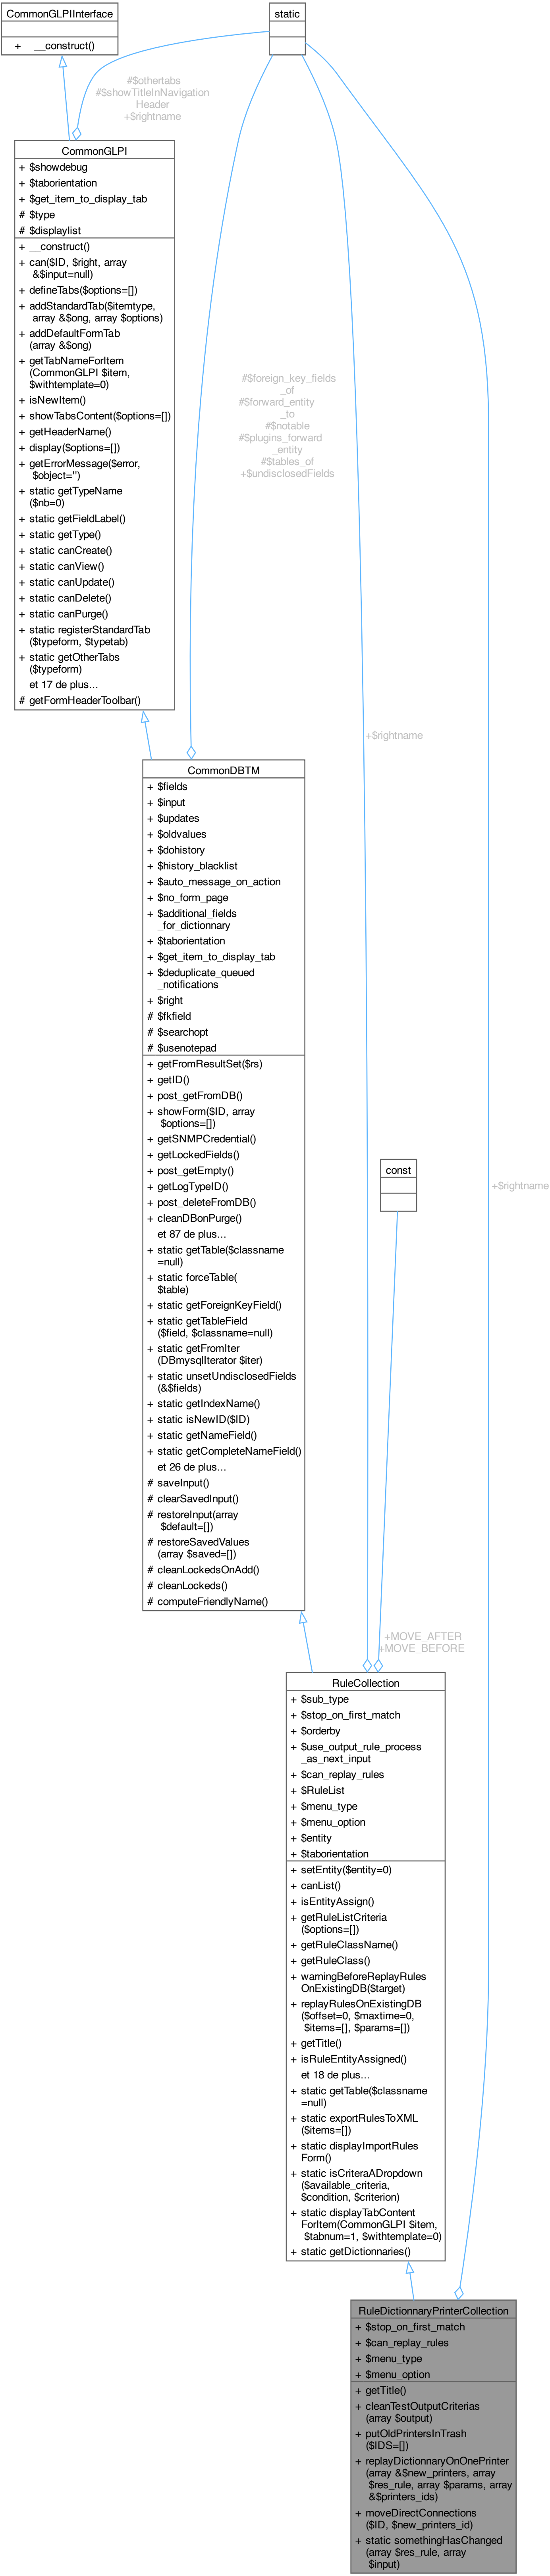 CommonGLPIInterface
+ __construct()
static
#$othertabs
#$showTitleInNavigation
Header
+$rightname
CommonGLPI
+ $showdebug
+ $taborientation
+ $get_item_to_display_tab
# $type
# $displaylist
+ __construct()
+ can($ID, $right, array
&$input=null)
+ defineTabs($options=[])
+ addStandardTab($itemtype,
array &$ong, array $options)
+ addDefaultFormTab
(array &$ong)
+ getTabNameForItem
(CommonGLPI $item,
$withtemplate=0)
+ isNewItem()
+ showTabsContent($options=[])
+ getHeaderName()
+ display($options=[])
+ getErrorMessage($error,
$object='')
+ static getTypeName
($nb=0)
+ static getFieldLabel()
+ static getType()
+ static canCreate()
+ static canView()
+ static canUpdate()
+ static canDelete()
+ static canPurge()
+ static registerStandardTab
($typeform, $typetab)
+ static getOtherTabs
($typeform)
et 17 de plus...
# getFormHeaderToolbar()
#$foreign_key_fields
_of
#$forward_entity
_to
#$notable
#$plugins_forward
_entity
#$tables_of
+$undisclosedFields
+$rightname
CommonDBTM
+ $fields
+ $input
+ $updates
+ $oldvalues
+ $dohistory
+ $history_blacklist
+ $auto_message_on_action
+ $no_form_page
+ $additional_fields
_for_dictionnary
+ $taborientation
+ $get_item_to_display_tab
+ $deduplicate_queued
_notifications
+ $right
# $fkfield
# $searchopt
# $usenotepad
+ getFromResultSet($rs)
+ getID()
+ post_getFromDB()
+ showForm($ID, array
$options=[])
+ getSNMPCredential()
+ getLockedFields()
+ post_getEmpty()
+ getLogTypeID()
+ post_deleteFromDB()
+ cleanDBonPurge()
et 87 de plus...
+ static getTable($classname
=null)
+ static forceTable(
$table)
+ static getForeignKeyField()
+ static getTableField
($field, $classname=null)
+ static getFromIter
(DBmysqlIterator $iter)
+ static unsetUndisclosedFields
(&$fields)
+ static getIndexName()
+ static isNewID($ID)
+ static getNameField()
+ static getCompleteNameField()
et 26 de plus...
# saveInput()
# clearSavedInput()
# restoreInput(array
$default=[])
# restoreSavedValues
(array $saved=[])
# cleanLockedsOnAdd()
# cleanLockeds()
# computeFriendlyName()
const
+$rightname
+MOVE_AFTER
+MOVE_BEFORE
RuleCollection
+ $sub_type
+ $stop_on_first_match
+ $orderby
+ $use_output_rule_process
_as_next_input
+ $can_replay_rules
+ $RuleList
+ $menu_type
+ $menu_option
+ $entity
+ $taborientation
+ setEntity($entity=0)
+ canList()
+ isEntityAssign()
+ getRuleListCriteria
($options=[])
+ getRuleClassName()
+ getRuleClass()
+ warningBeforeReplayRules
OnExistingDB($target)
+ replayRulesOnExistingDB
($offset=0, $maxtime=0,
$items=[], $params=[])
+ getTitle()
+ isRuleEntityAssigned()
et 18 de plus...
+ static getTable($classname
=null)
+ static exportRulesToXML
($items=[])
+ static displayImportRules
Form()
+ static isCriteraADropdown
($available_criteria,
$condition, $criterion)
+ static displayTabContent
ForItem(CommonGLPI $item,
$tabnum=1, $withtemplate=0)
+ static getDictionnaries()
RuleDictionnaryPrinterCollection
+ $stop_on_first_match
+ $can_replay_rules
+ $menu_type
+ $menu_option
+ getTitle()
+ cleanTestOutputCriterias
(array $output)
+ putOldPrintersInTrash
($IDS=[])
+ replayDictionnaryOnOnePrinter
(array &$new_printers, array
$res_rule, array $params, array
&$printers_ids)
+ moveDirectConnections
($ID, $new_printers_id)
+ static somethingHasChanged
(array $res_rule, array
$input)